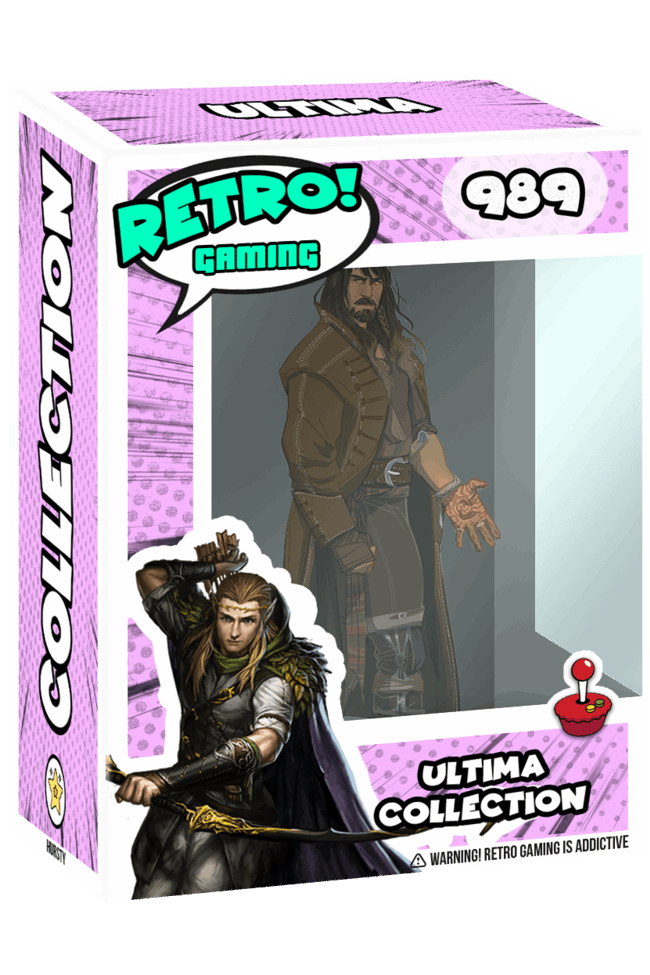 ULTIMA
COLLECTION
RETRO!
GAMING
989
ULTIMA
COLLECTION
WARNING! RETRO GAMING IS ADDICTIVE
HURSTY